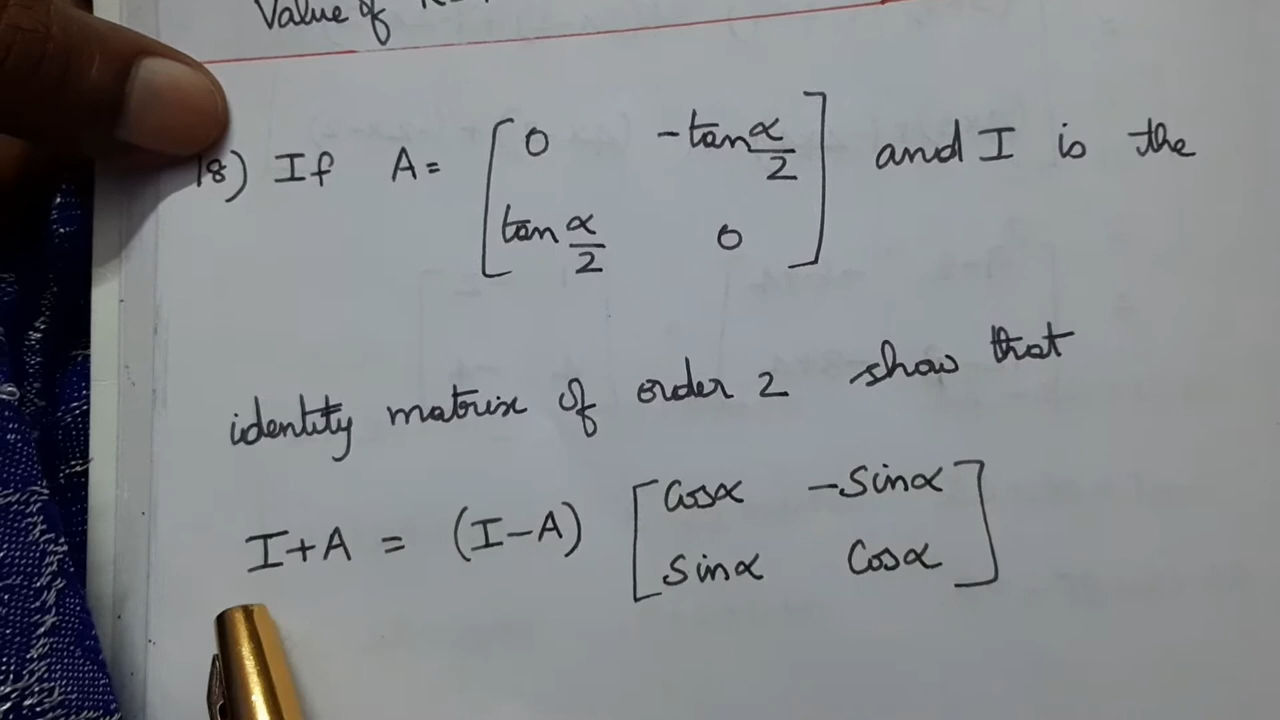 Value of
18) If A = [ 0 -tan α/2 ; tan α/2 0 ] and I is the
identity matrix of order 2 show that
I+A = (I-A) [ Cosα -Sinα ; Sinα Cosα ]